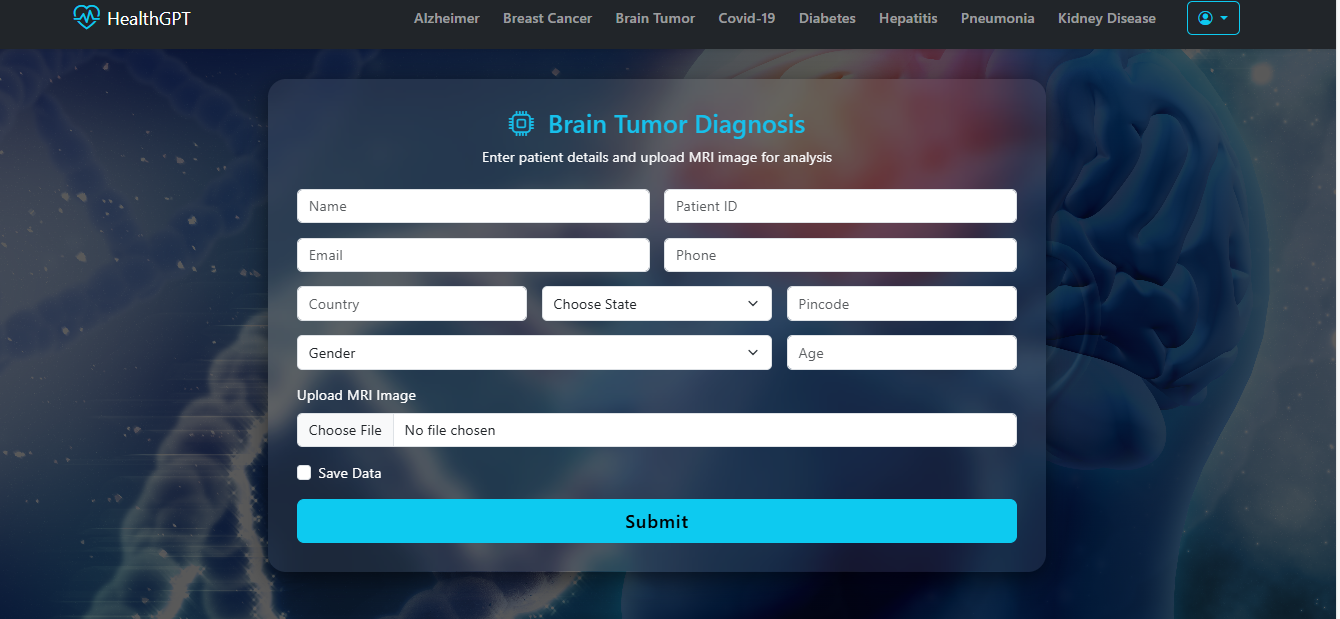 HealthGPT Alzheimer Breast Cancer Brain Tumor Covid-19 Diabetes Hepatitis Pneumonia Kidney Disease
Brain Tumor Diagnosis
Enter patient details and upload MRI image for analysis
Name Patient ID
Email Phone
Country Choose State Pincode
Gender Age
Upload MRI Image
Choose File No file chosen
Save Data
Submit